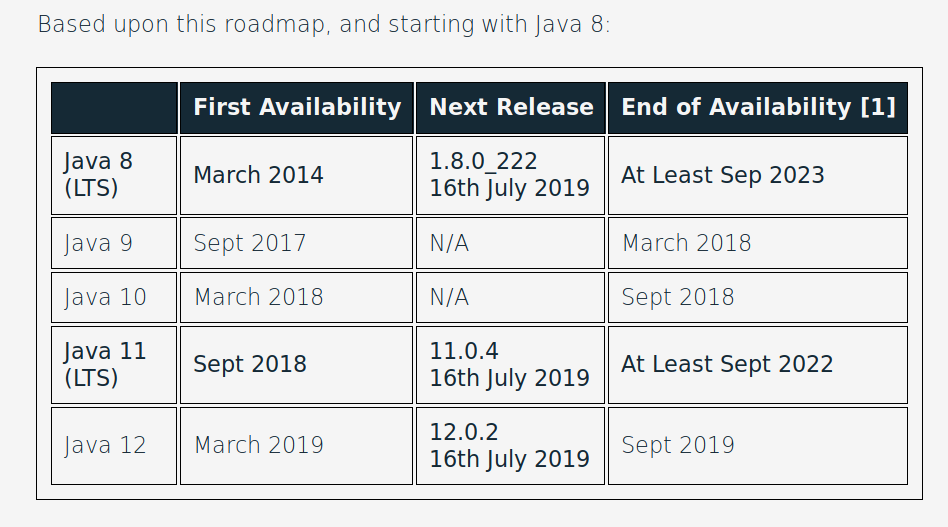 Based upon this roadmap, and starting with Java 8:
First Availability Next Release End of Availability [1]
Java 8 (LTS) March 2014 1.8.0_222 16th July 2019 At Least Sep 2023
Java 9 Sept 2017 N/A March 2018
Java 10 March 2018 N/A Sept 2018
Java 11 (LTS) Sept 2018 11.0.4 16th July 2019 At Least Sept 2022
Java 12 March 2019 12.0.2 16th July 2019 Sept 2019